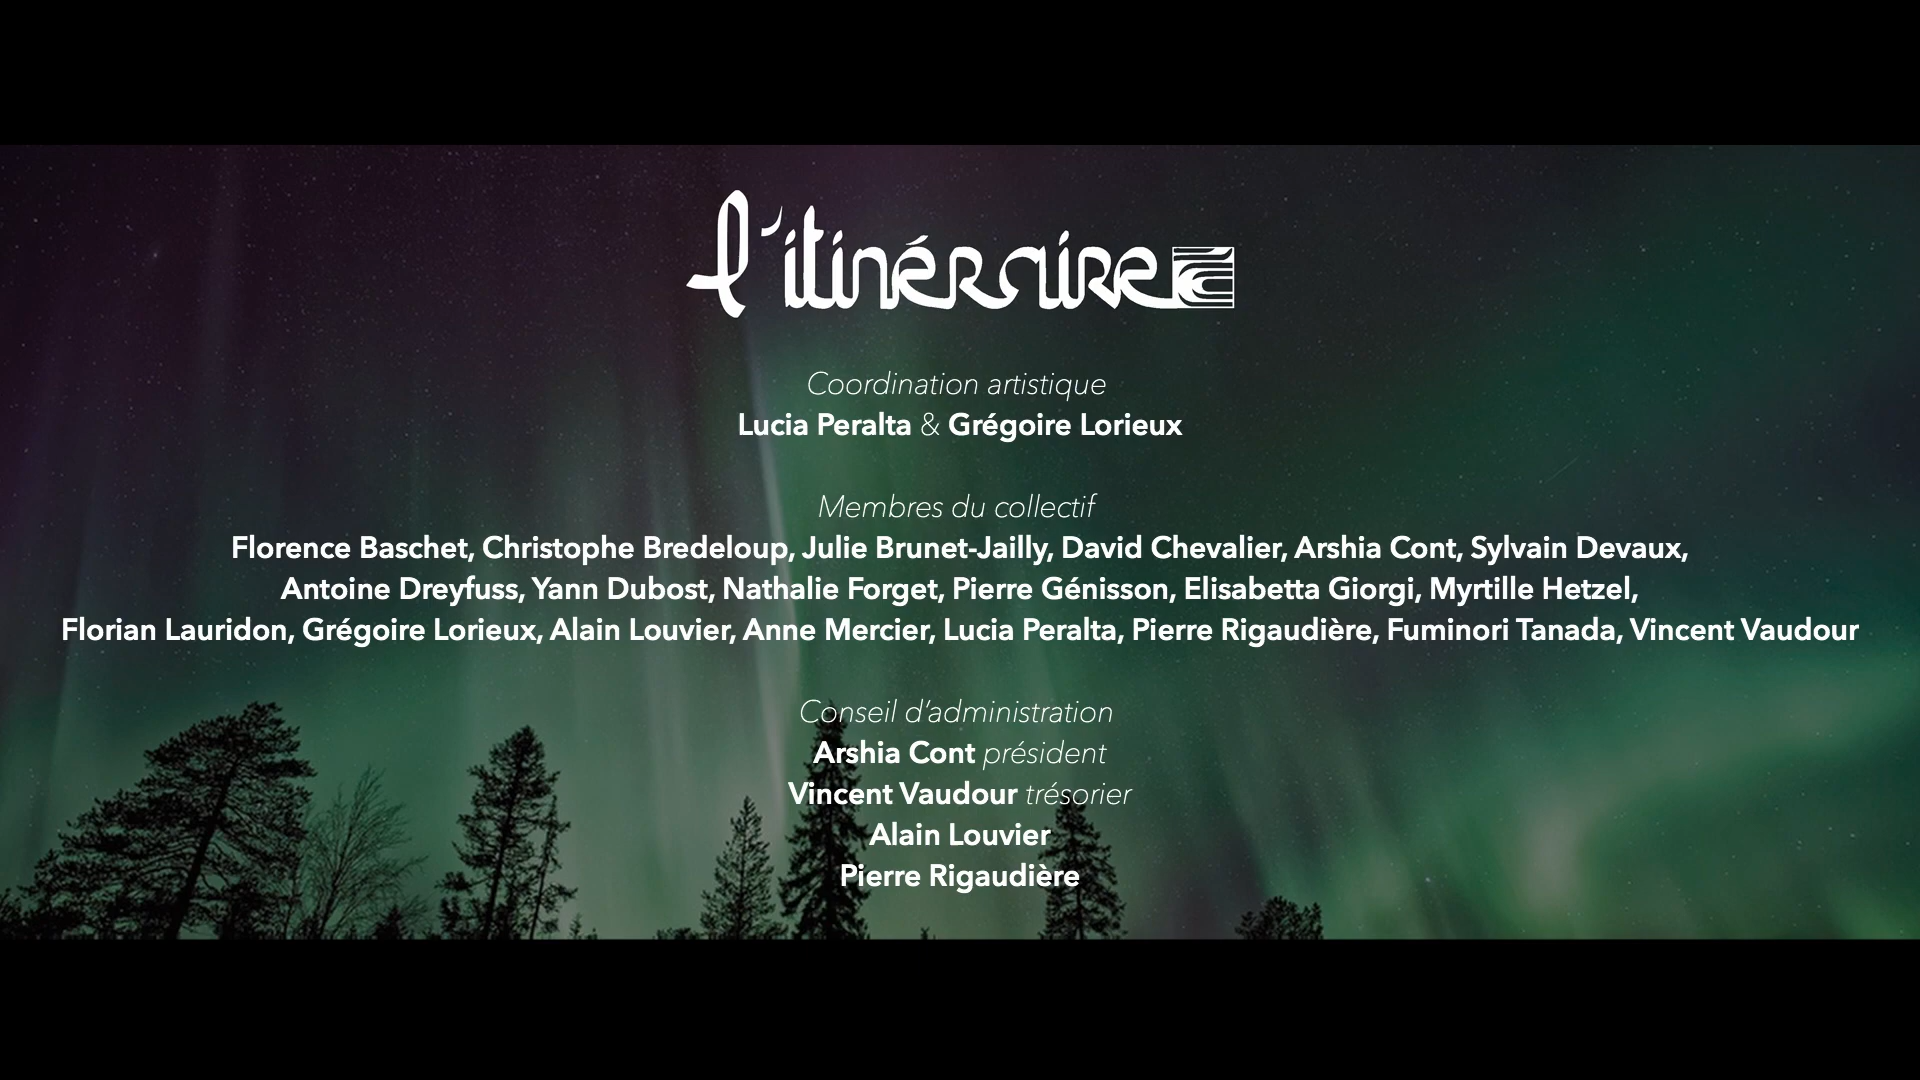 l'itinéraire
Coordination artistique
Lucia Peralta & Grégoire Lorieux
Membres du collectif
Florence Baschet, Christophe Bredeloup, Julie Brunet-Jailly, David Chevalier, Arshia Cont, Sylvain Devaux,
Antoine Dreyfuss, Yann Dubost, Nathalie Forget, Pierre Génisson, Elisabetta Giorgi, Myrtille Hetzel,
Florian Lauridon, Grégoire Lorieux, Alain Louvier, Anne Mercier, Lucia Peralta, Pierre Rigaudière, Fuminori Tanada, Vincent Vaudour
Conseil d’administration
Arshia Cont président
Vincent Vaudour trésorier
Alain Louvier
Pierre Rigaudière